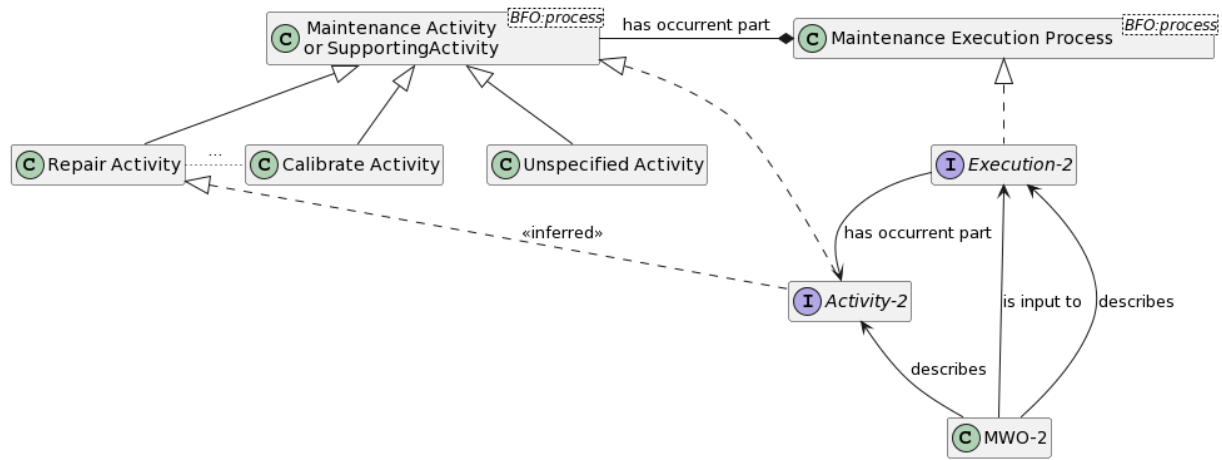 C Maintenance Activity
or SupportingActivity
BFO:process
has occurrent part
C Maintenance Execution Process
BFO:process
C Repair Activity
...
C Calibrate Activity
C Unspecified Activity
I Execution-2
«inferred»
has occurrent part
I Activity-2
is input to
describes
describes
C MWO-2